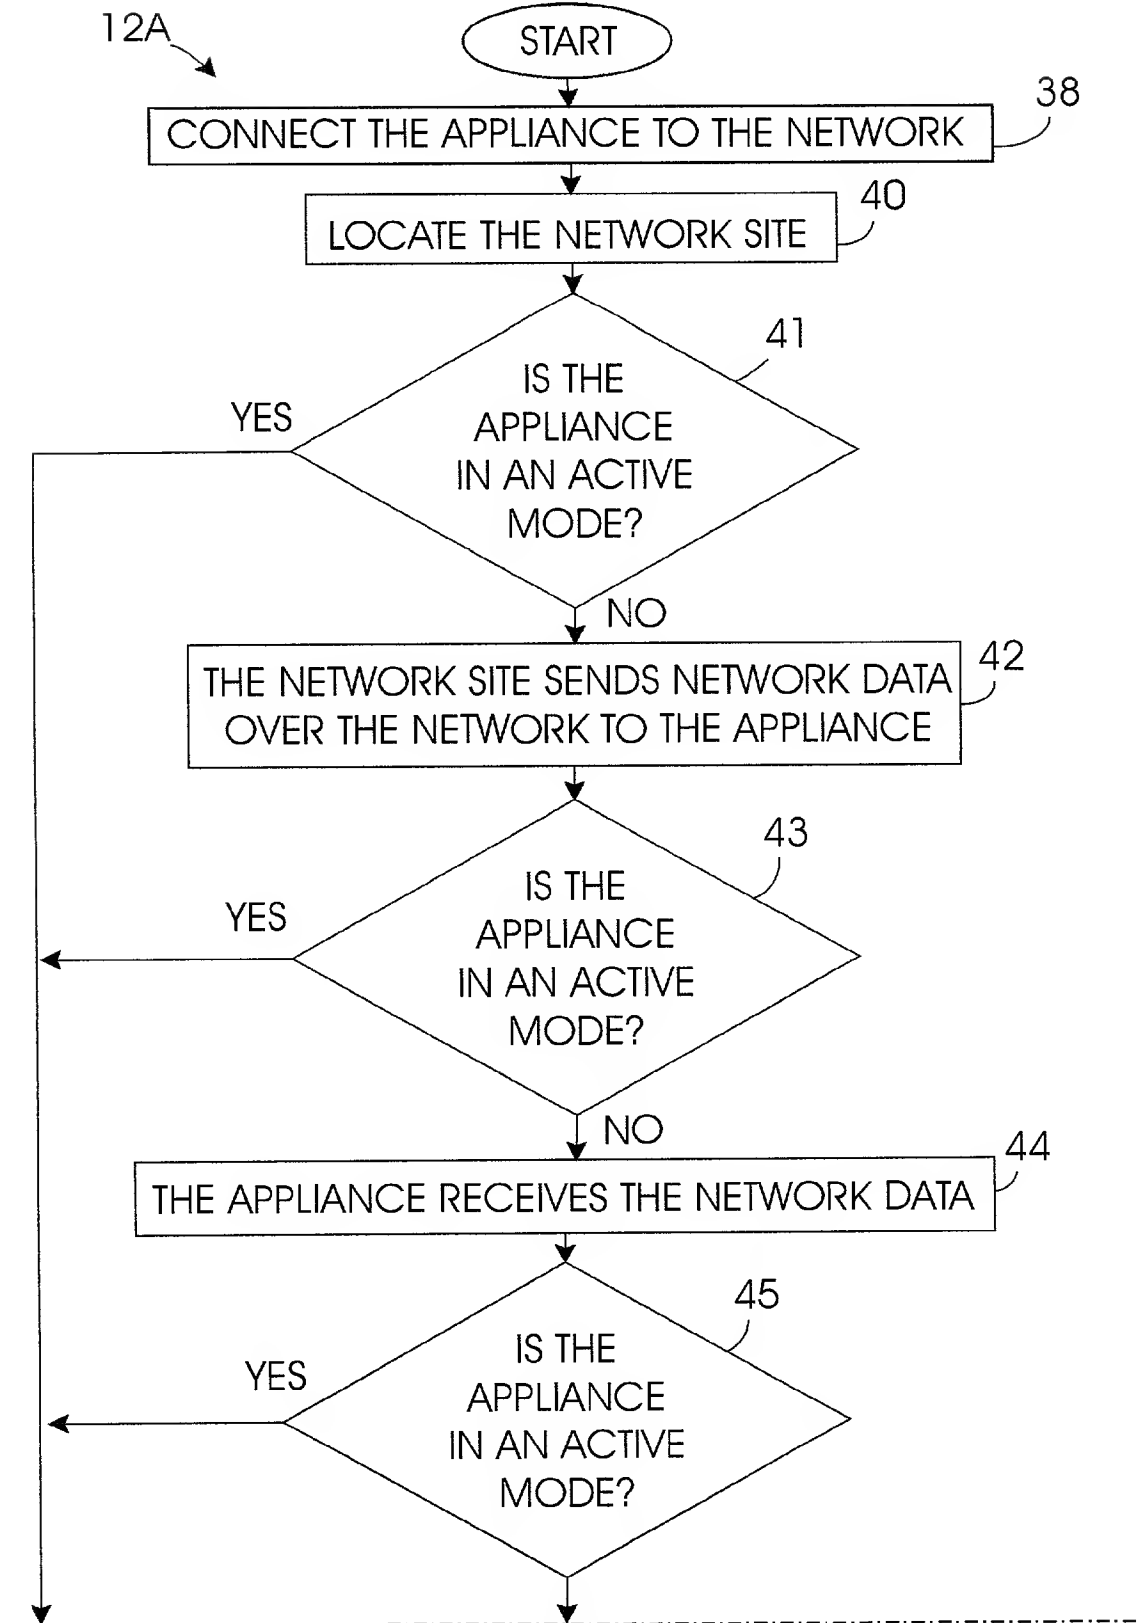 12A
START
CONNECT THE APPLIANCE TO THE NETWORK
38
LOCATE THE NETWORK SITE
40
41
IS THE
APPLIANCE
IN AN ACTIVE
MODE?
YES
NO
THE NETWORK SITE SENDS NETWORK DATA
OVER THE NETWORK TO THE APPLIANCE
42
43
IS THE
APPLIANCE
IN AN ACTIVE
MODE?
YES
NO
THE APPLIANCE RECEIVES THE NETWORK DATA
44
45
IS THE
APPLIANCE
IN AN ACTIVE
MODE?
YES